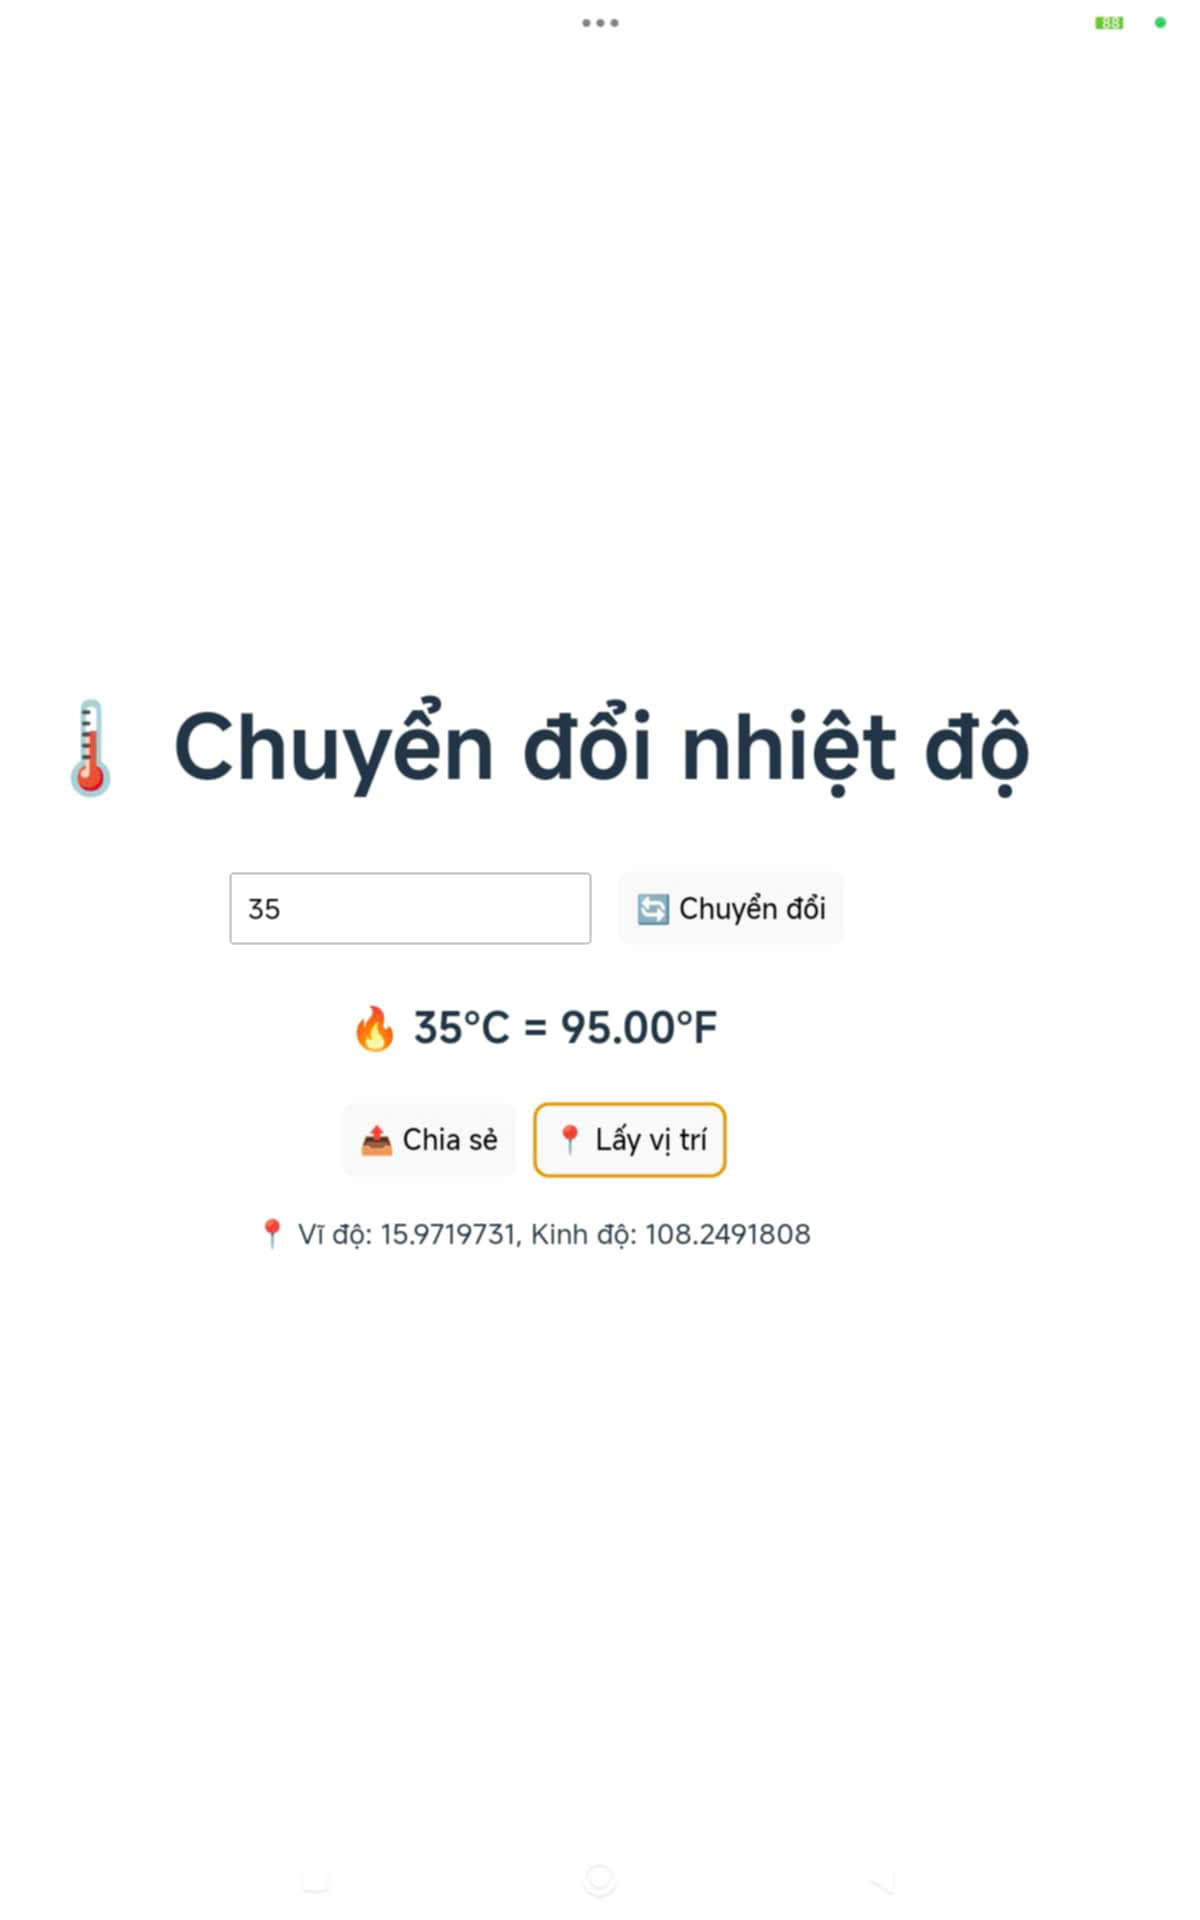 88
Chuyển đổi nhiệt độ
35
Chuyển đổi
35°C = 95.00°F
Chia sẻ
Lấy vị trí
Vĩ độ: 15.9719731, Kinh độ: 108.2491808